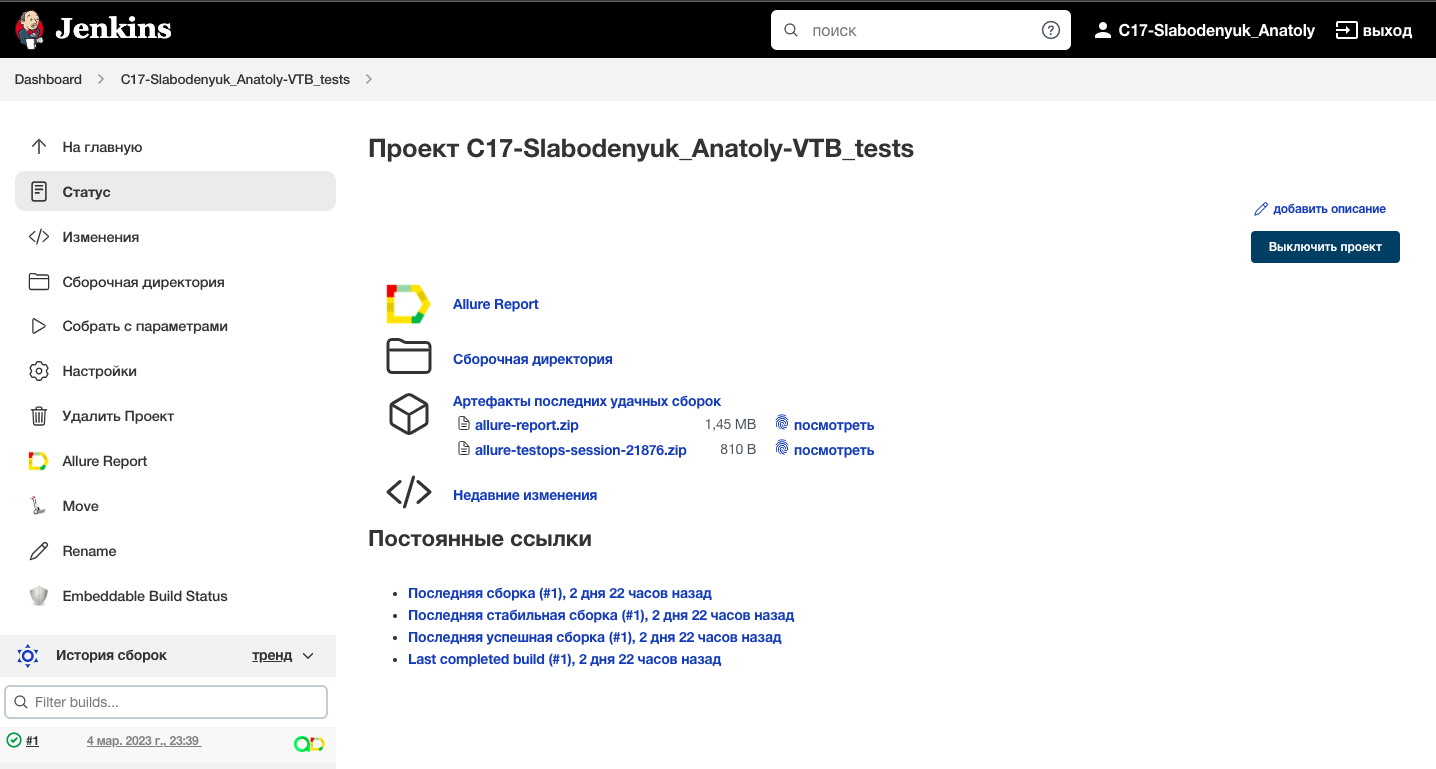 Jenkins
поиск
C17-Slabodenyuk_Anatoly
выход
Dashboard
C17-Slabodenyuk_Anatoly-VTB_tests
На главную
Статус
Изменения
Сборочная директория
Собрать с параметрами
Настройки
Удалить Проект
Allure Report
Move
Rename
Embeddable Build Status
История сборок
тренд
Filter builds...
#1
4 мар. 2023 г., 23:39
Проект C17-Slabodenyuk_Anatoly-VTB_tests
добавить описание
Выключить проект
Allure Report
Сборочная директория
Артефакты последних удачных сборок
allure-report.zip 1,45 MB посмотреть
allure-testops-session-21876.zip 810 B посмотреть
Недавние изменения
Постоянные ссылки
Последняя сборка (#1), 2 дня 22 часов назад
Последняя стабильная сборка (#1), 2 дня 22 часов назад
Последняя успешная сборка (#1), 2 дня 22 часов назад
Last completed build (#1), 2 дня 22 часов назад